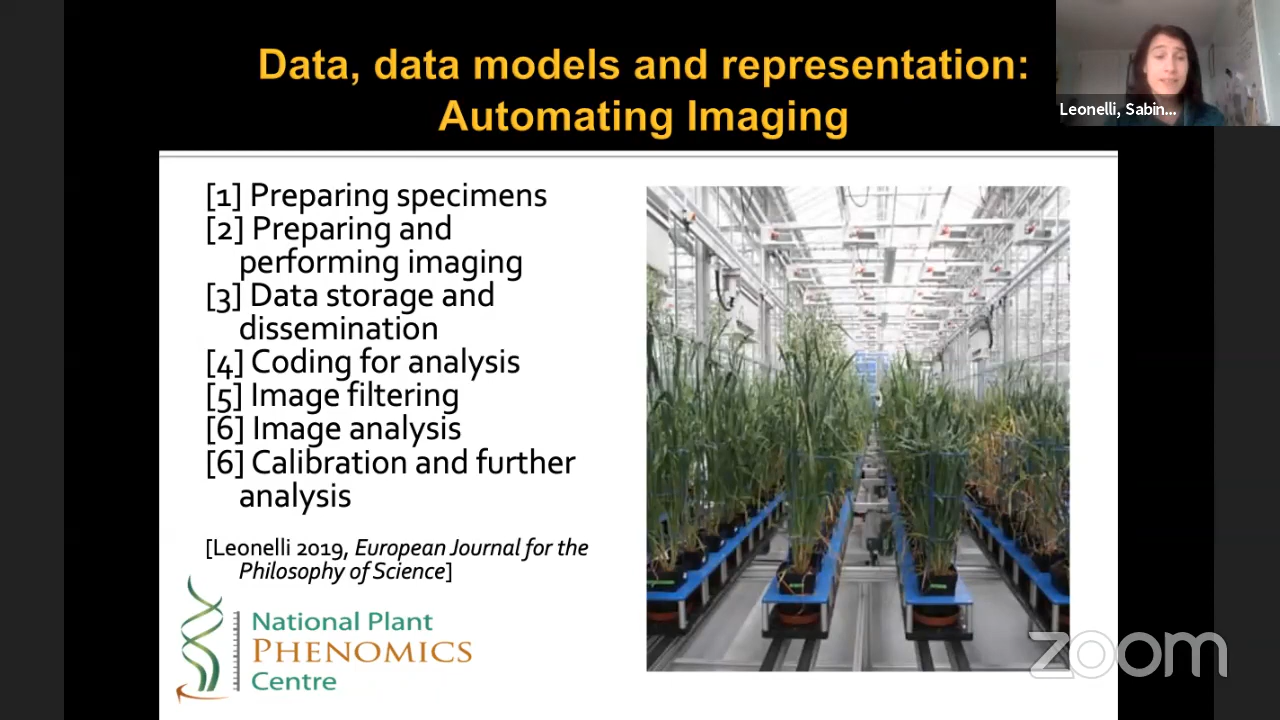 Data, data models and representation:
Automating Imaging
Leonelli, Sabin...
[1] Preparing specimens
[2] Preparing and
performing imaging
[3] Data storage and
dissemination
[4] Coding for analysis
[5] Image filtering
[6] Image analysis
[6] Calibration and further
analysis
[Leonelli 2019, European Journal for the
Philosophy of Science]
National Plant
PHENOMICS
Centre
zoom